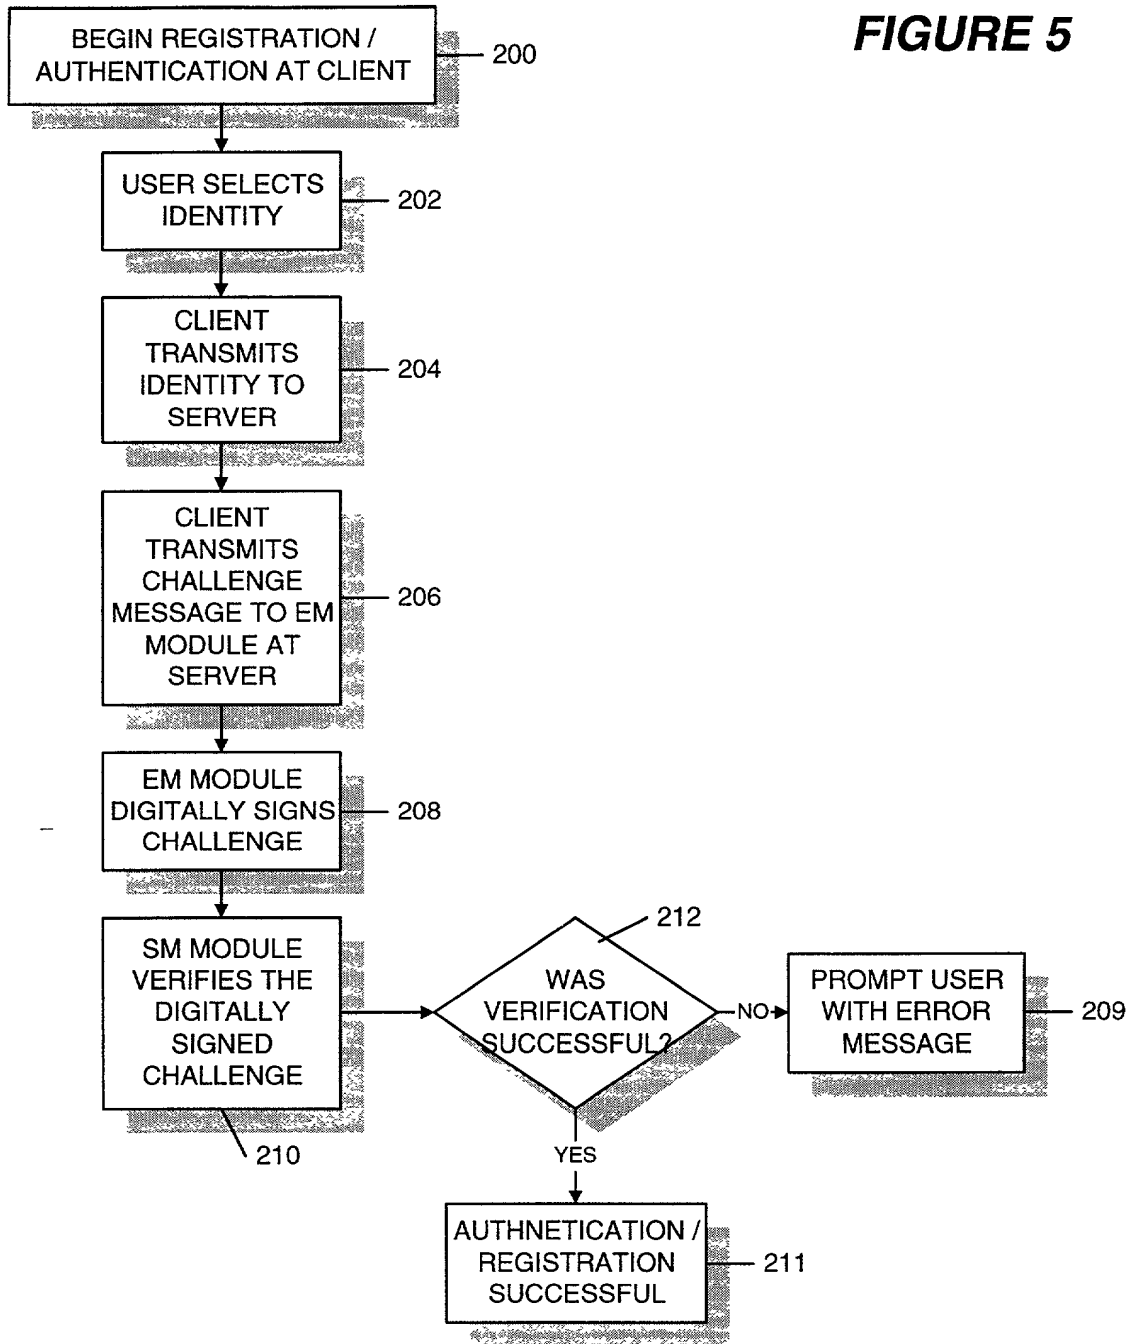 FIGURE 5
BEGIN REGISTRATION /
AUTHENTICATION AT CLIENT
200
USER SELECTS
IDENTITY
202
CLIENT
TRANSMITS
IDENTITY TO
SERVER
204
CLIENT
TRANSMITS
CHALLENGE
MESSAGE TO EM
MODULE AT
SERVER
206
EM MODULE
DIGITALLY SIGNS
CHALLENGE
208
SM MODULE
VERIFIES THE
DIGITALLY
SIGNED
CHALLENGE
210
212
WAS
VERIFICATION
SUCCESSFUL?
NO
PROMPT USER
WITH ERROR
MESSAGE
209
YES
AUTHNETICATION /
REGISTRATION
SUCCESSFUL
211